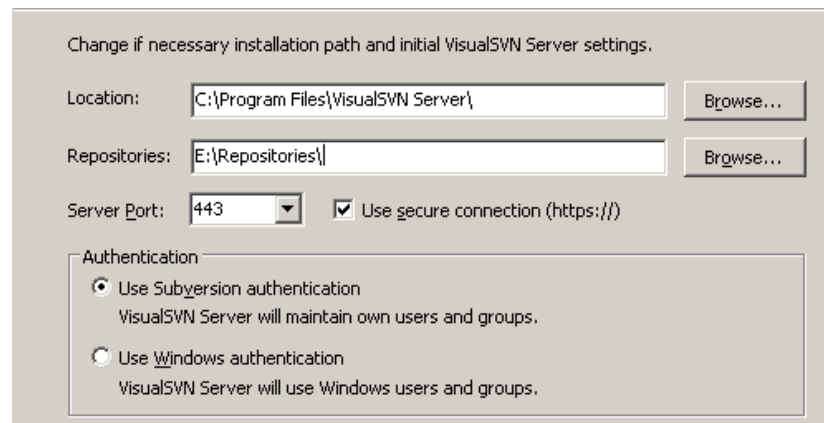 Change if necessary installation path and initial VisualSVN Server settings.
Location: C:\Program Files\VisualSVN Server\ Browse...
Repositories: E:\Repositories\ Browse...
Server Port: 443 Use secure connection (https://)
Authentication
Use Subversion authentication
VisualSVN Server will maintain own users and groups.
Use Windows authentication
VisualSVN Server will use Windows users and groups.